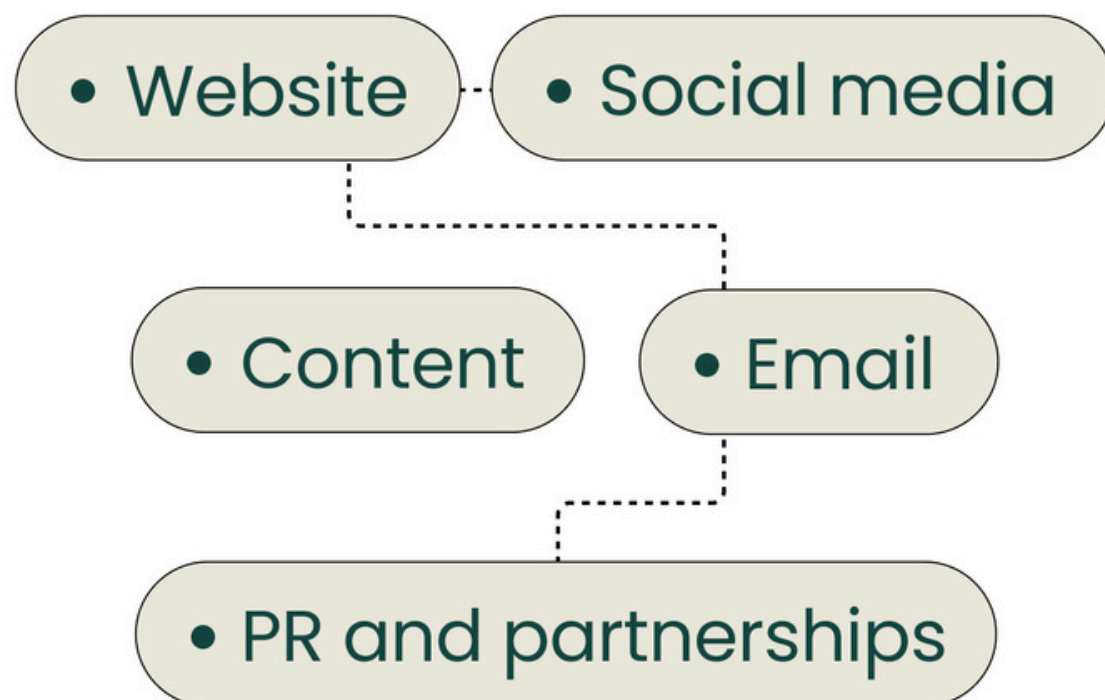 • Website
• Social media
• Content
• Email
• PR and partnerships